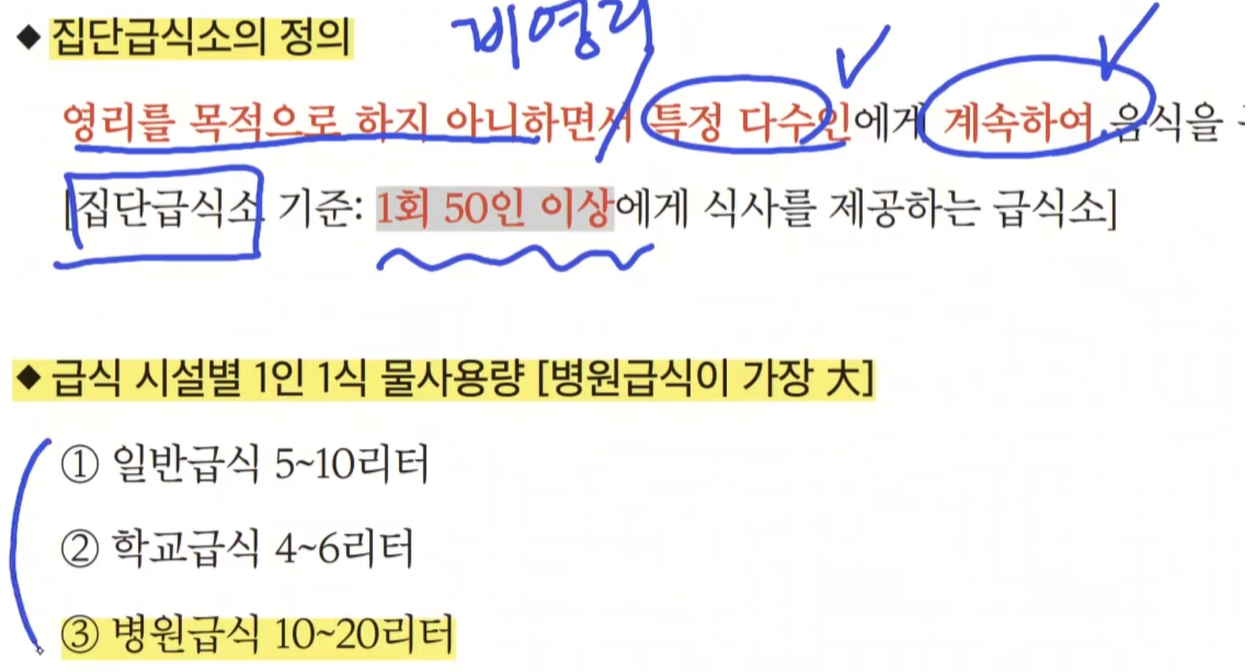 ◆ 집단급식소의 정의
비영리
영리를 목적으로 하지 아니하면서 특정 다수인에게 계속하여 음식을
[집단급식소 기준: 1회 50인 이상에게 식사를 제공하는 급식소]
◆ 급식 시설별 1인 1식 물사용량 [병원급식이 가장 大]
① 일반급식 5~10리터
② 학교급식 4~6리터
③ 병원급식 10~20리터